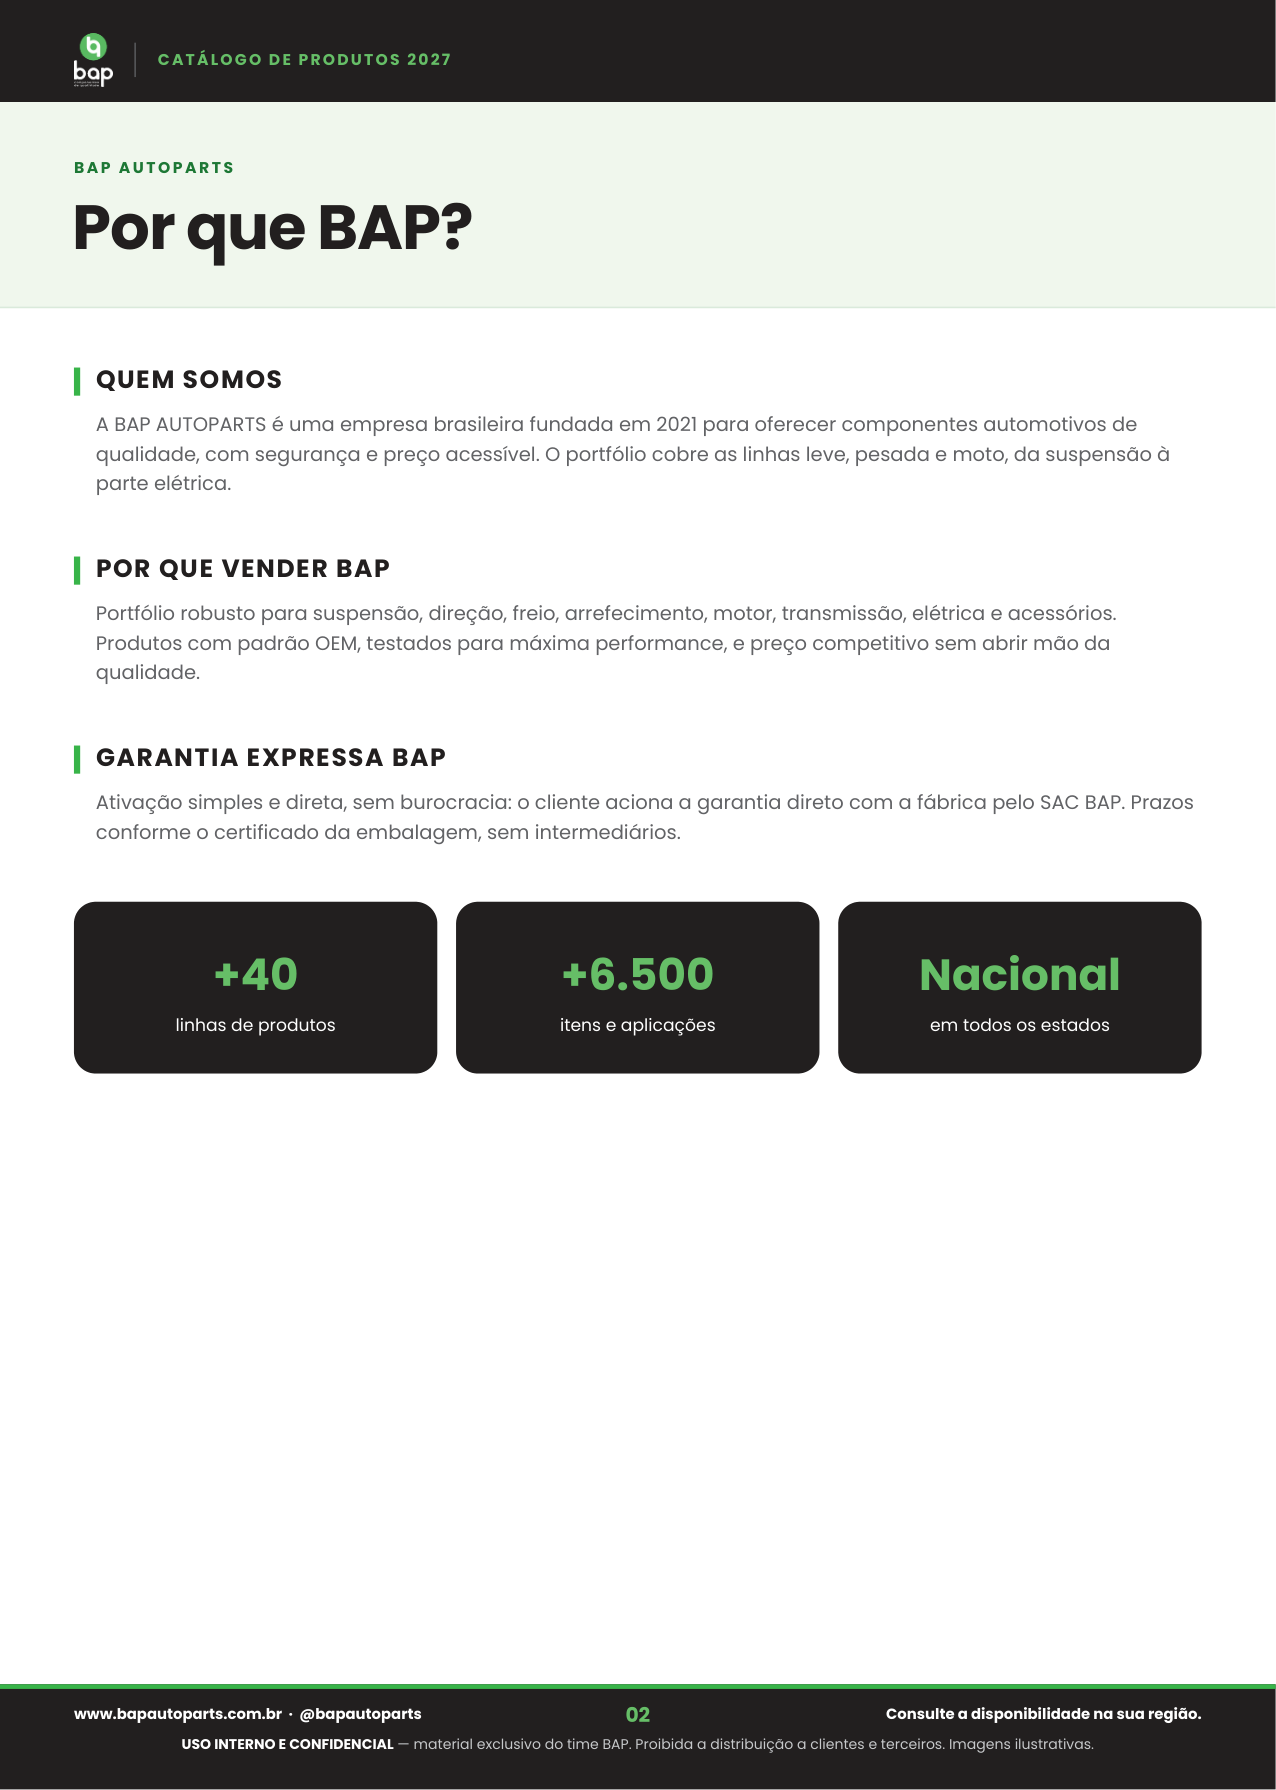 bap
CATÁLOGO DE PRODUTOS 2027
BAP AUTOPARTS
Por que BAP?
QUEM SOMOS
A BAP AUTOPARTS é uma empresa brasileira fundada em 2021 para oferecer componentes automotivos de
qualidade, com segurança e preço acessível. O portfólio cobre as linhas leve, pesada e moto, da suspensão à
parte elétrica.
POR QUE VENDER BAP
Portfólio robusto para suspensão, direção, freio, arrefecimento, motor, transmissão, elétrica e acessórios.
Produtos com padrão OEM, testados para máxima performance, e preço competitivo sem abrir mão da
qualidade.
GARANTIA EXPRESSA BAP
Ativação simples e direta, sem burocracia: o cliente aciona a garantia direto com a fábrica pelo SAC BAP. Prazos
conforme o certificado da embalagem, sem intermediários.
+40
linhas de produtos
+6.500
itens e aplicações
Nacional
em todos os estados
www.bapautoparts.com.br · @bapautoparts
02
Consulte a disponibilidade na sua região.
USO INTERNO E CONFIDENCIAL — material exclusivo do time BAP. Proibida a distribuição a clientes e terceiros. Imagens ilustrativas.